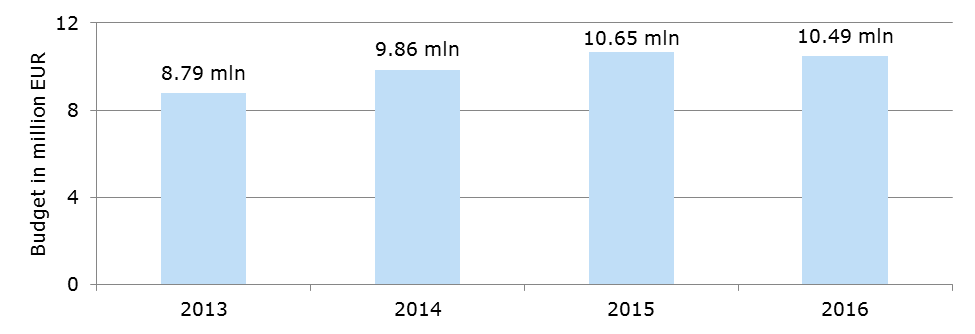 Budget in million EUR
12
8
4
0
8.79 mln
9.86 mln
10.65 mln
10.49 mln
2013
2014
2015
2016